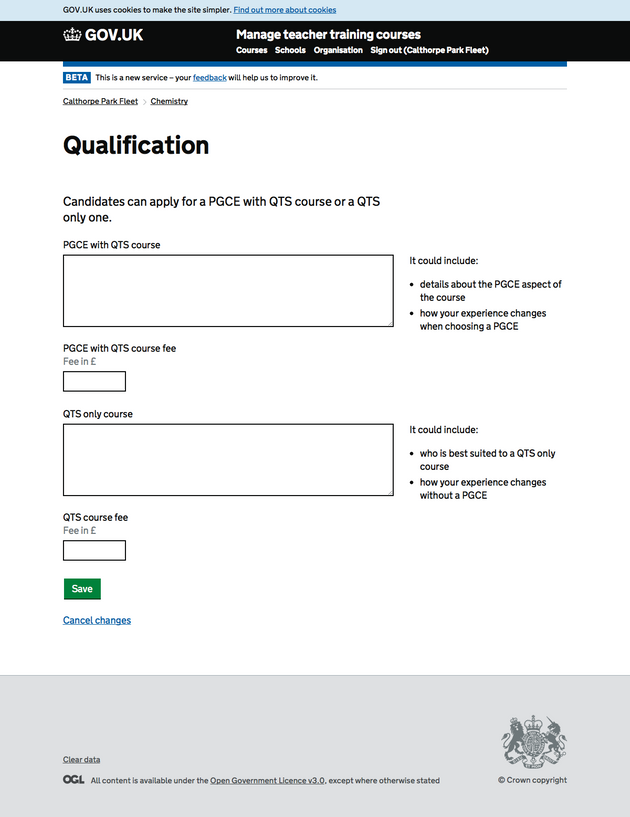 GOV.UK uses cookies to make the site simpler. Find out more about cookies
GOV.UK
Manage teacher training courses
Courses Schools Organisation Sign out (Calthorpe Park Fleet)
BETA This is a new service – your feedback will help us to improve it.
Calthorpe Park Fleet > Chemistry
Qualification
Candidates can apply for a PGCE with QTS course or a QTS
only one.
PGCE with QTS course
It could include:
• details about the PGCE aspect of
the course
• how your experience changes
when choosing a PGCE
PGCE with QTS course fee
Fee in £
QTS only course
It could include:
• who is best suited to a QTS only
course
• how your experience changes
without a PGCE
QTS course fee
Fee in £
Save
Cancel changes
Clear data
OGL All content is available under the Open Government Licence v3.0, except where otherwise stated
© Crown copyright